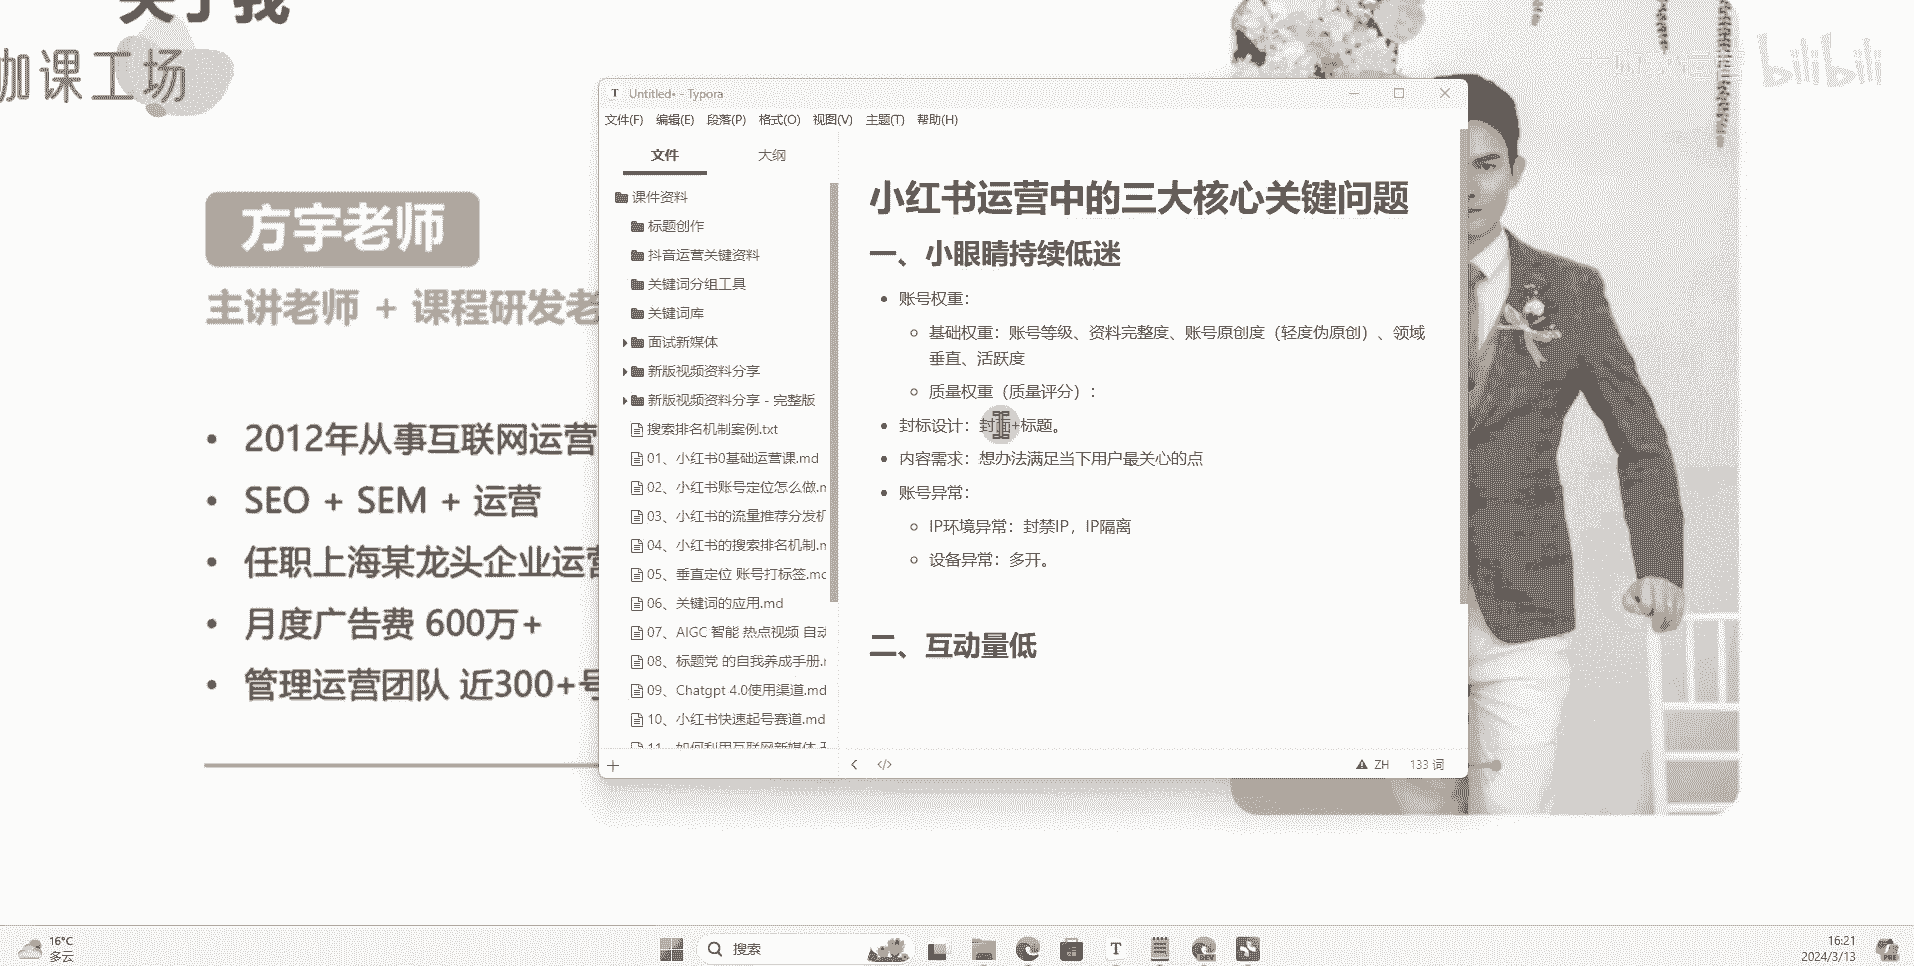 关于我
咖课工场
bilibili
方宇老师
主讲老师 + 课程研发老
2012年从事互联网运营
SEO + SEM + 运营
任职上海某龙头企业运营
月度广告费 600万+
管理运营团队 近300+号
Untitled• - Typora
文件(F) 编辑(E) 段落(P) 格式(O) 视图(V) 主题(T) 帮助(H)
文件 大纲
课件资料
标题创作
抖音运营关键资料
关键词分组工具
关键词库
面试新媒体
新版视频资料分享
新版视频资料分享 - 完整版
搜索排名机制案例.txt
01、小红书0基础运营课.md
02、小红书账号定位怎么做.m
03、小红书的流量推荐分发机
04、小红书的搜索排名机制.m
05、垂直定位 账号打标签.md
06、关键词的应用.md
07、AIGC 智能 热点视频 自动
08、标题党 的自我养成手册.m
09、Chatgpt 4.0使用渠道.md
10、小红书快速起号赛道.md
11、如何利用互联网新媒体
小红书运营中的三大核心关键问题
一、小眼睛持续低迷
账号权重：
基础权重：账号等级、资料完整度、账号原创度（轻度伪原创）、领域
垂直、活跃度
质量权重（质量评分）：
封标设计：封面+标题。
内容需求：想办法满足当下用户最关心的点
账号异常：
IP环境异常：封禁IP，IP隔离
设备异常：多开。
二、互动量低
ZH 133 词
16°C
多云
搜索
16:21
2024/3/13